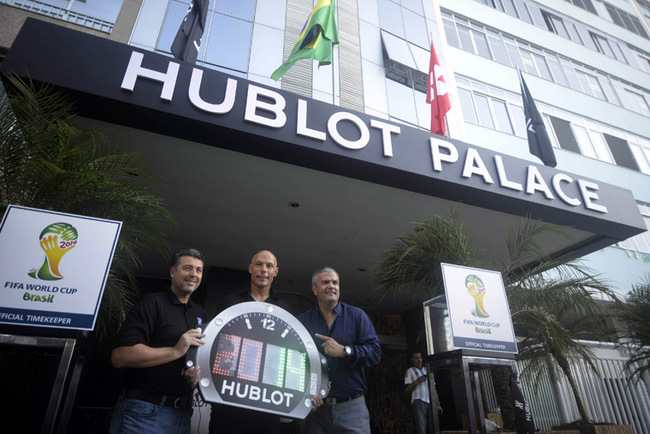 HUBLOT PALACE
2014
FIFA WORLD CUP
Brasil
OFFICIAL TIMEKEEPER
12
2014
HUBLOT
FIFA WORLD CUP
Brasil
OFFICIAL TIMEKEEPER